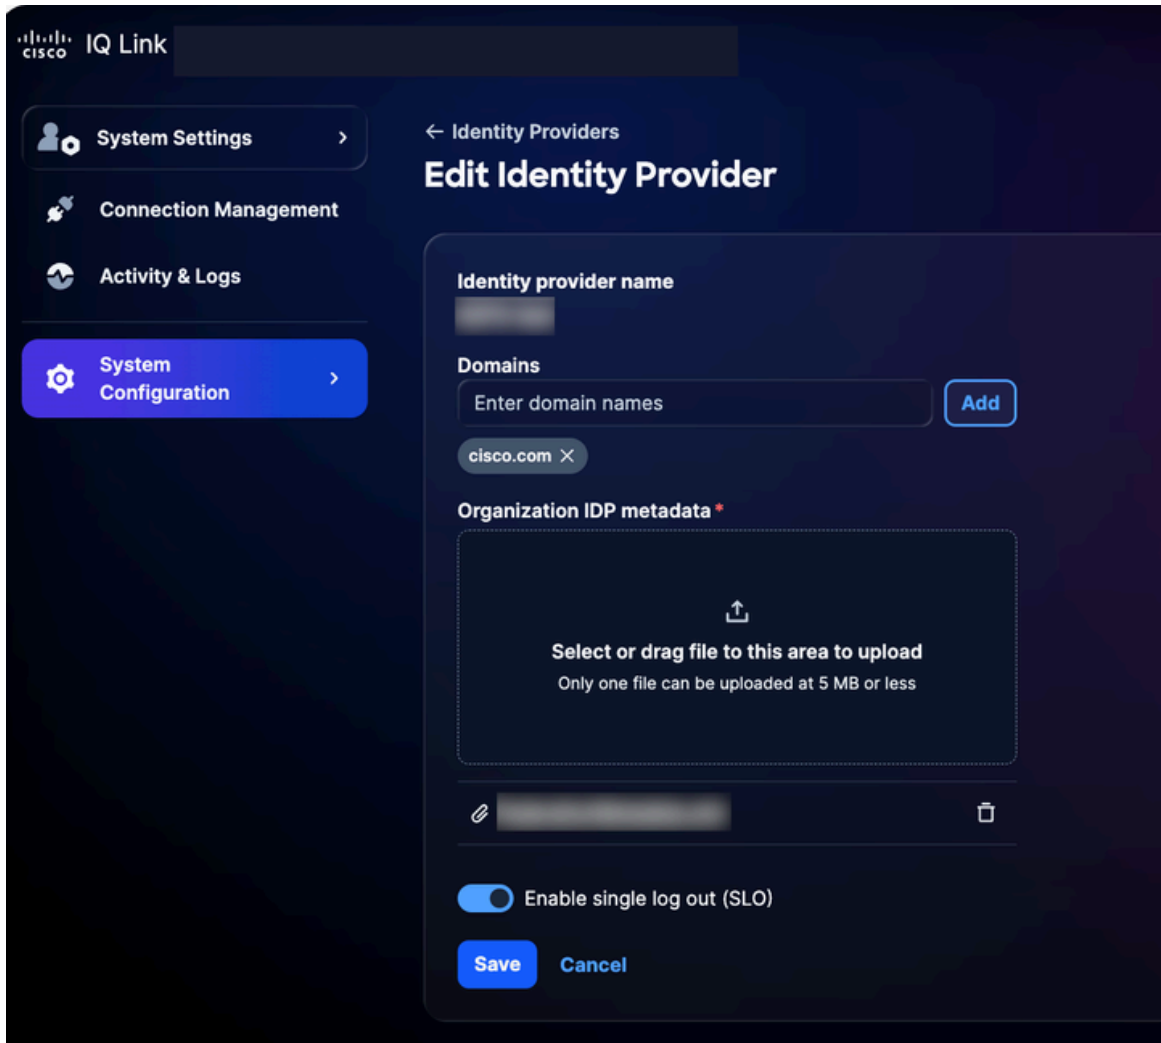 cisco
IQ Link
System Settings
Connection Management
Activity & Logs
System
Configuration
← Identity Providers
Edit Identity Provider
Identity provider name
Domains
Enter domain names
Add
cisco.com
Organization IDP metadata *
Select or drag file to this area to upload
Only one file can be uploaded at 5 MB or less
Enable single log out (SLO)
Save
Cancel